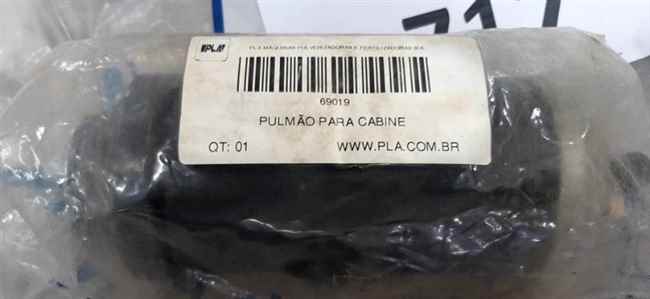 PLA
69019
PULMÃO PARA CABINE
QT: 01 WWW.PLA.COM.BR